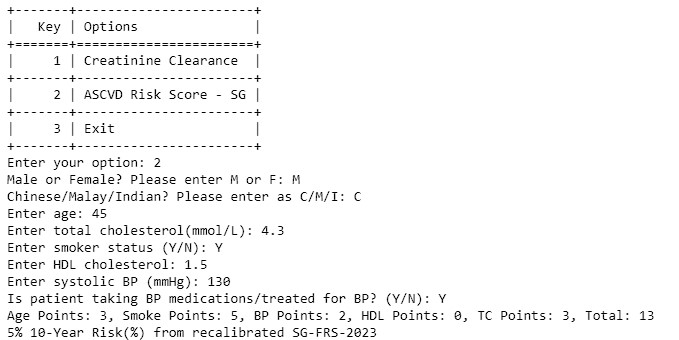 +-------+-----------------------+
|   Key | Options               |
+=======+=======================+
|     1 | Creatinine Clearance  |
+-------+-----------------------+
|     2 | ASCVD Risk Score - SG |
+-------+-----------------------+
|     3 | Exit                  |
+-------+-----------------------+
Enter your option: 2
Male or Female? Please enter M or F: M
Chinese/Malay/Indian? Please enter as C/M/I: C
Enter age: 45
Enter total cholesterol(mmol/L): 4.3
Enter smoker status (Y/N): Y
Enter HDL cholesterol: 1.5
Enter systolic BP (mmHg): 130
Is patient taking BP medications/treated for BP? (Y/N): Y
Age Points: 3, Smoke Points: 5, BP Points: 2, HDL Points: 0, TC Points: 3, Total: 13
5% 10-Year Risk(%) from recalibrated SG-FRS-2023